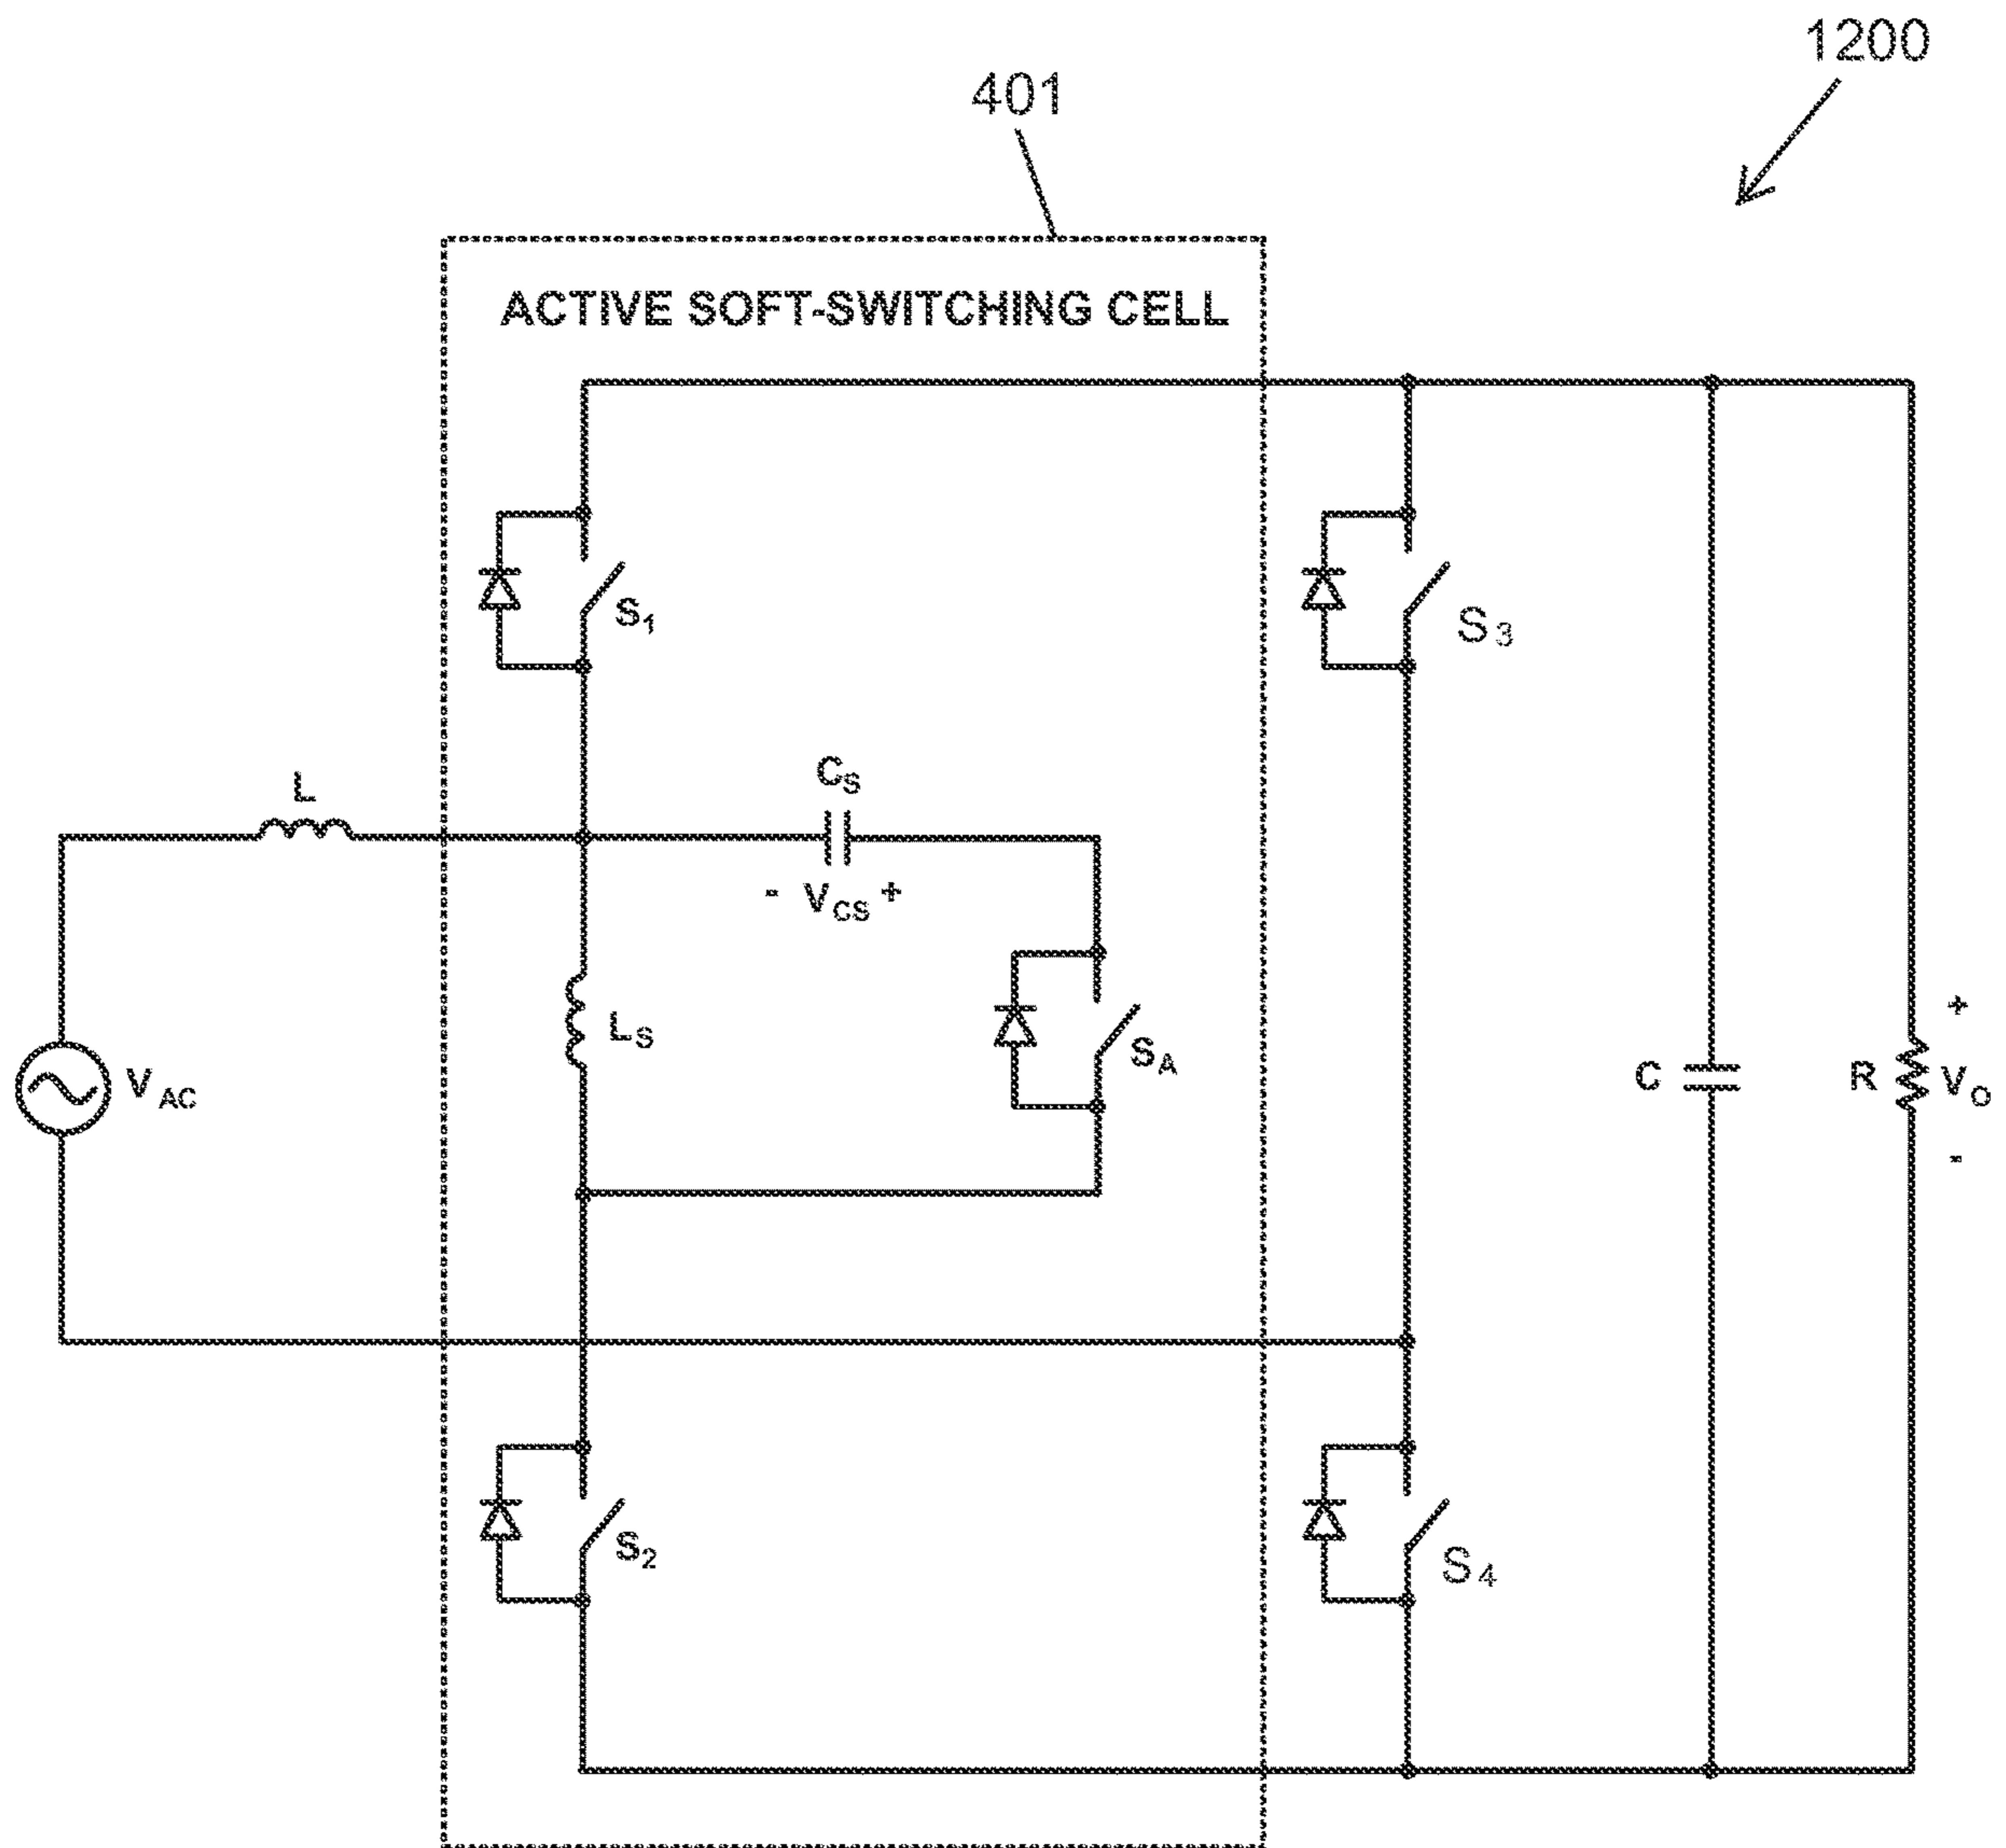 1200
401
ACTIVE SOFT-SWITCHING CELL
S1
S3
L
CS
- VCS +
LS
SA
VAC
C
R
+
VO
-
S2
S4